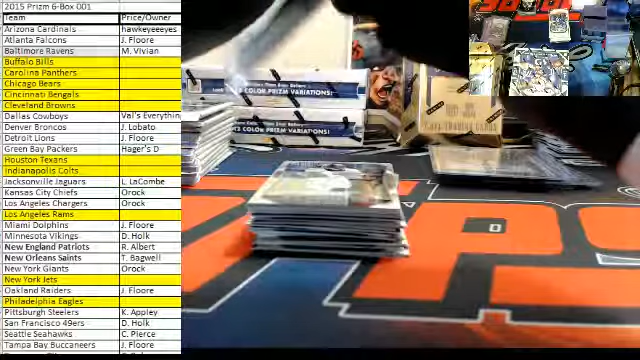 2015 Prizm 6-Box 001
Team Price/Owner
Arizona Cardinals hawkeyeeyes
Atlanta Falcons J. Floore
Baltimore Ravens M. Vivian
Buffalo Bills
Carolina Panthers
Chicago Bears
Cincinnati Bengals
Cleveland Browns
Dallas Cowboys Val's Everythin
Denver Broncos J. Lobato
Detroit Lions J. Floore
Green Bay Packers Hager's D
Houston Texans
Indianapolis Colts
Jacksonville Jaguars L. LaCombe
Kansas City Chiefs Orock
Los Angeles Chargers Orock
Los Angeles Rams
Miami Dolphins J. Floore
Minnesota Vikings D. Holk
New England Patriots R. Albert
New Orleans Saints T. Bagwell
New York Giants Orock
New York Jets
Oakland Raiders J. Floore
Philadelphia Eagles
Pittsburgh Steelers K. Appley
San Francisco 49ers D. Holk
Seattle Seahawks C. Pierce
Tampa Bay Buccaneers J. Floore
COLOR PRIZM VARIATIONS!
COLOR PRIZM VARIATIONS!
TRADING CARDS